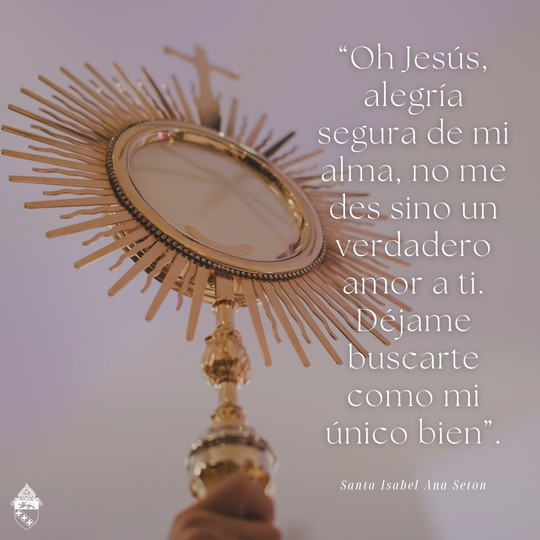 “Oh Jesús,
alegría
segura de mi
alma, no me
des sino un
verdadero
amor a ti.
Déjame
buscarte
como mi
único bien”.
Santa Isabel Ana Seton